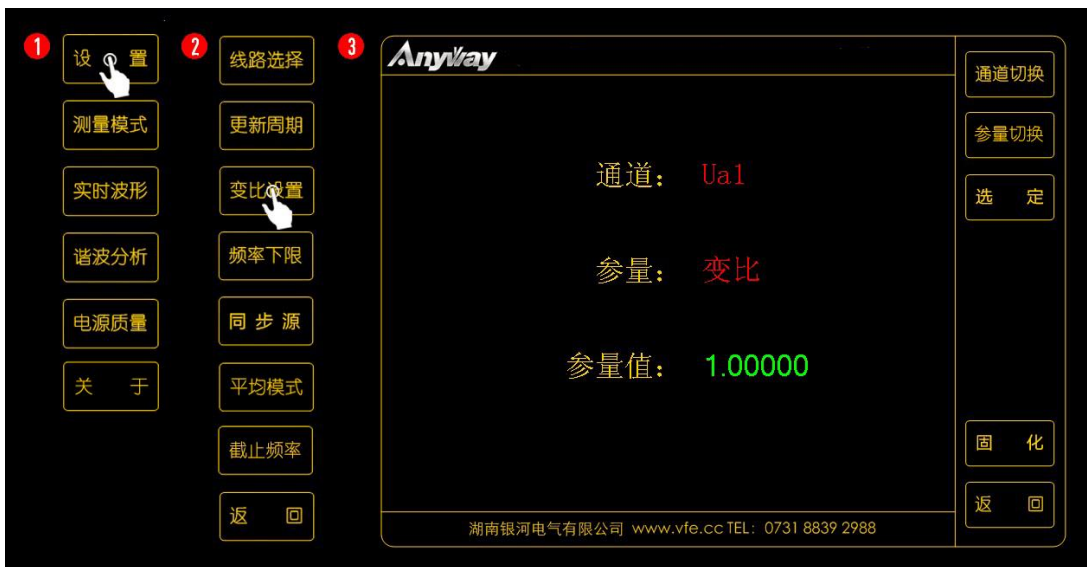 1
设 置
测量模式
实时波形
谐波分析
电源质量
关 于
2
线路选择
更新周期
变比设置
频率下限
同 步 源
平均模式
截止频率
返 回
3
Anyway
通道： Ua1
参量： 变比
参量值： 1.00000
湖南银河电气有限公司 www.vfe.cc TEL: 0731 8839 2988
通道切换
参量切换
选 定
固 化
返 回